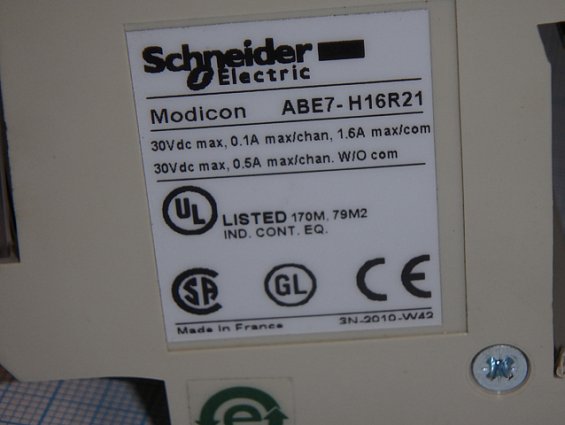 Schneider
Electric
Modicon ABE7- H16R21
30Vdc max, 0.1A max/chan, 1.6A max/com
30Vdc max, 0.5A max/chan. W/O com
UL LISTED 170M, 79M2
IND. CONT. EQ.
SA GL CE
Made in France 3N-2010-W42
e